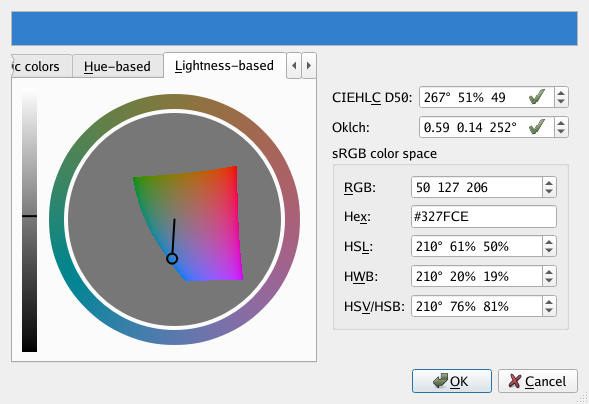 ic colors
Hue-based
Lightness-based
CIEHLC D50: 267° 51% 49
Oklch: 0.59 0.14 252°
sRGB color space
RGB: 50 127 206
Hex: #327FCE
HSL: 210° 61% 50%
HWB: 210° 20% 19%
HSV/HSB: 210° 76% 81%
OK
Cancel